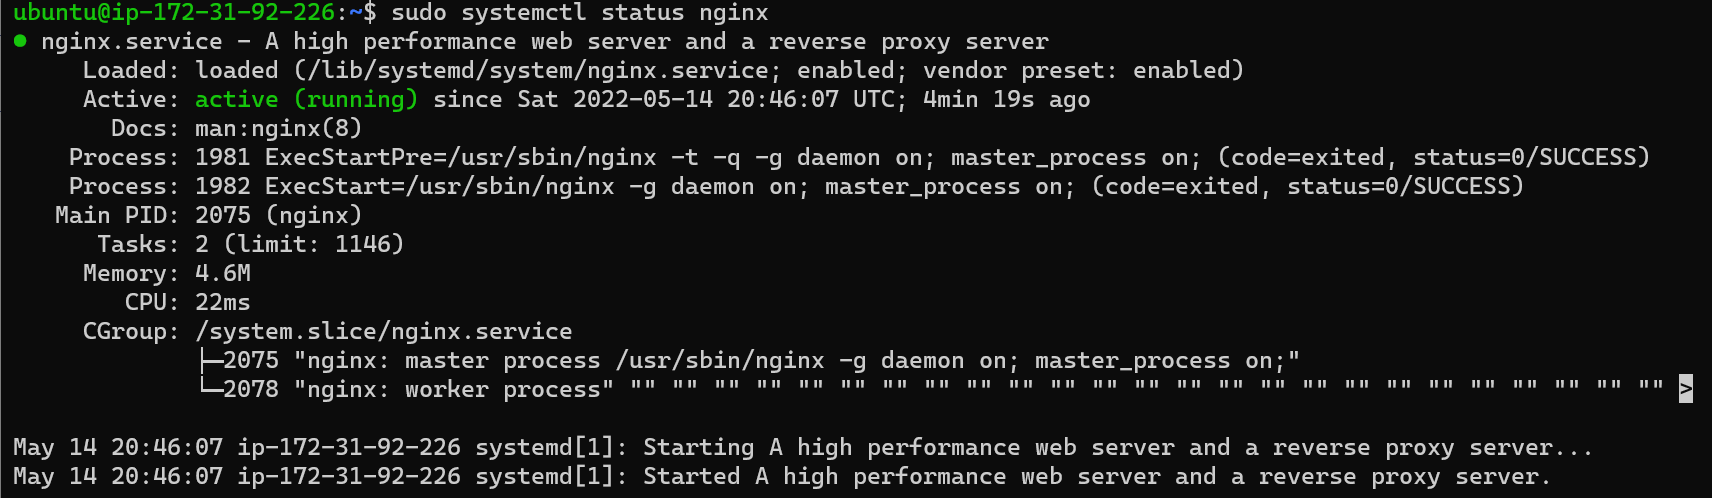 ubuntu@ip-172-31-92-226:~$ sudo systemctl status nginx
● nginx.service - A high performance web server and a reverse proxy server
     Loaded: loaded (/lib/systemd/system/nginx.service; enabled; vendor preset: enabled)
     Active: active (running) since Sat 2022-05-14 20:46:07 UTC; 4min 19s ago
       Docs: man:nginx(8)
    Process: 1981 ExecStartPre=/usr/sbin/nginx -t -q -g daemon on; master_process on; (code=exited, status=0/SUCCESS)
    Process: 1982 ExecStart=/usr/sbin/nginx -g daemon on; master_process on; (code=exited, status=0/SUCCESS)
   Main PID: 2075 (nginx)
      Tasks: 2 (limit: 1146)
     Memory: 4.6M
        CPU: 22ms
     CGroup: /system.slice/nginx.service
             ├─2075 "nginx: master process /usr/sbin/nginx -g daemon on; master_process on;"
             └─2078 "nginx: worker process" "" "" "" "" "" "" "" "" "" "" "" "" "" "" "" "" "" "" "" "" "" "" "" "" "" >
May 14 20:46:07 ip-172-31-92-226 systemd[1]: Starting A high performance web server and a reverse proxy server...
May 14 20:46:07 ip-172-31-92-226 systemd[1]: Started A high performance web server and a reverse proxy server.